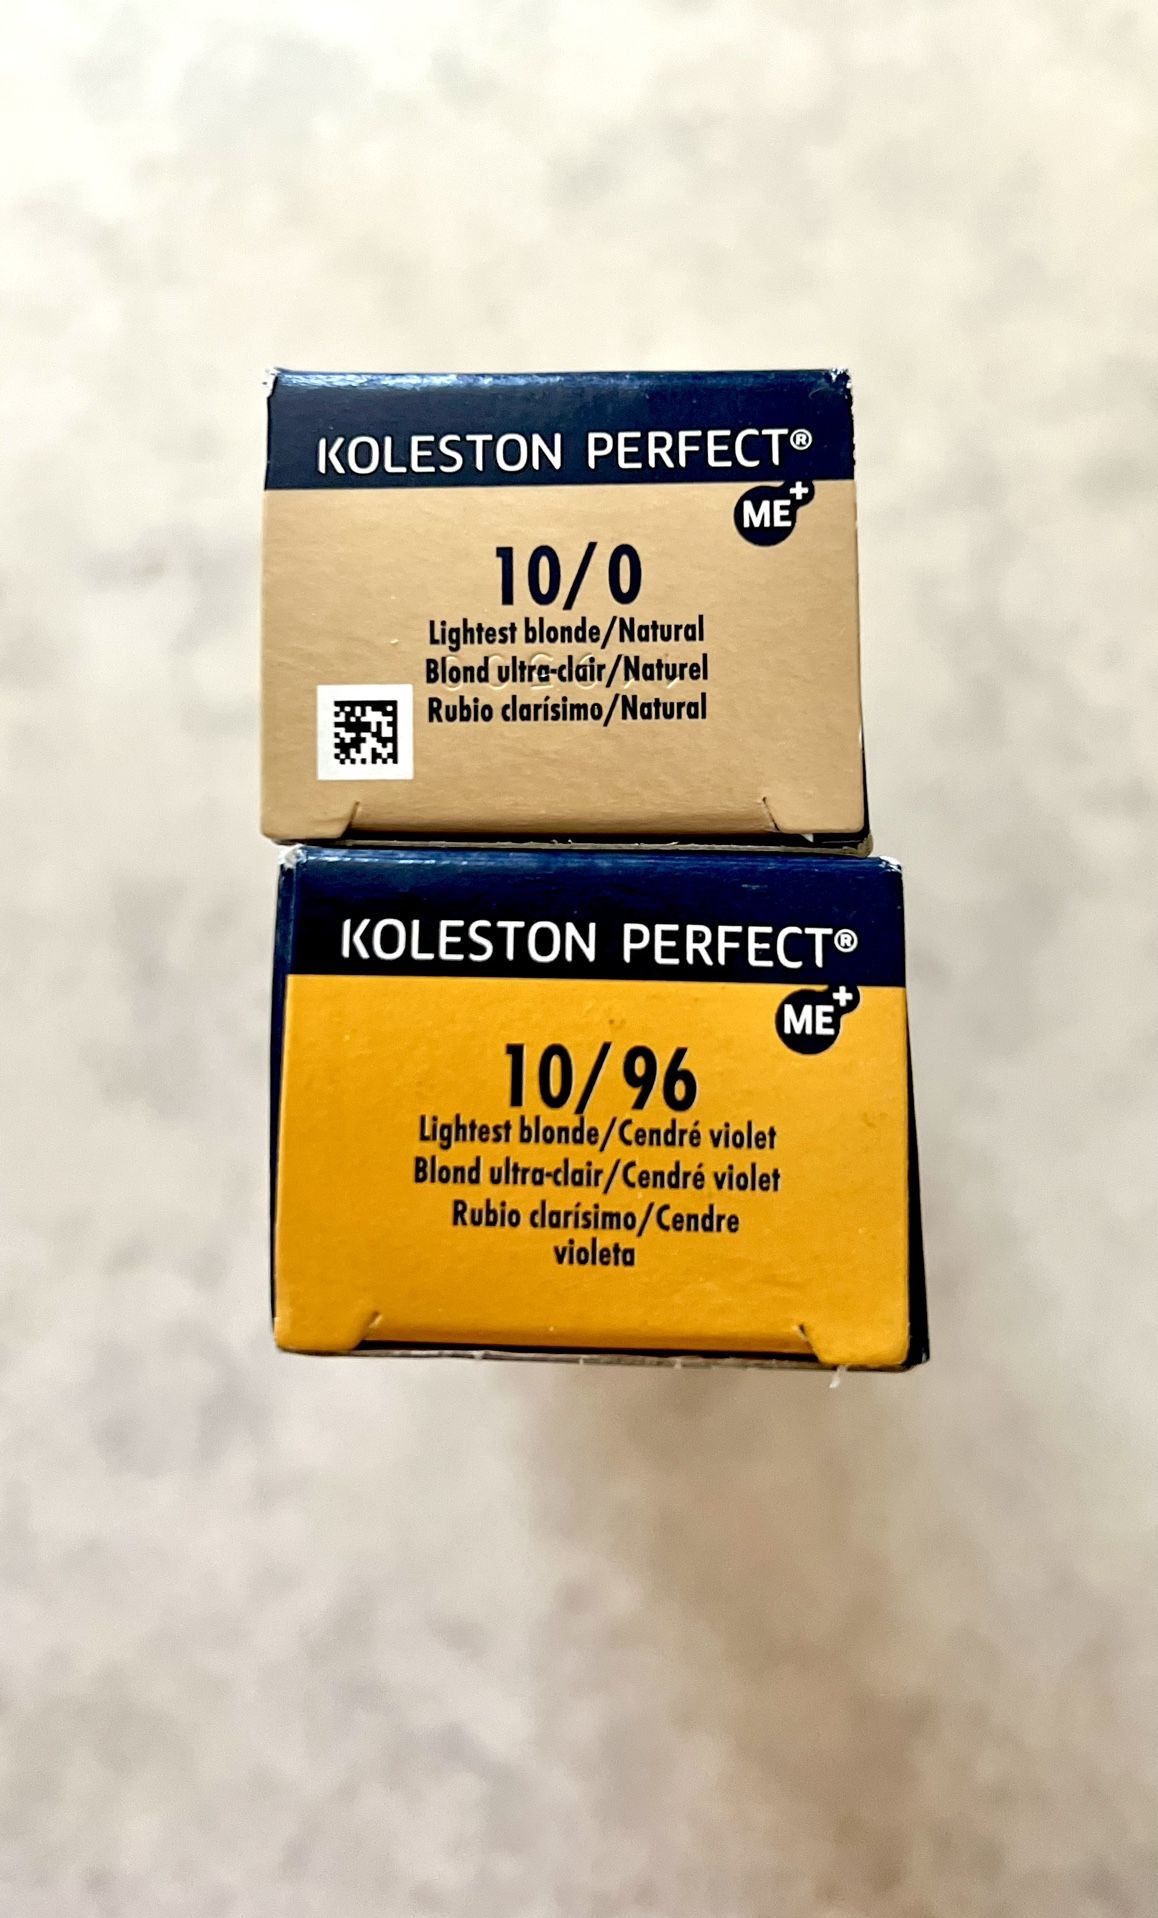 KOLESTON PERFECT®
ME+
10/0
Lightest blonde/Natural
Blond ultra-clair/Naturel
Rubio clarísimo/Natural
KOLESTON PERFECT®
ME+
10/96
Lightest blonde/Cendré violet
Blond ultra-clair/Cendré violet
Rubio clarísimo/Cendre
violeta